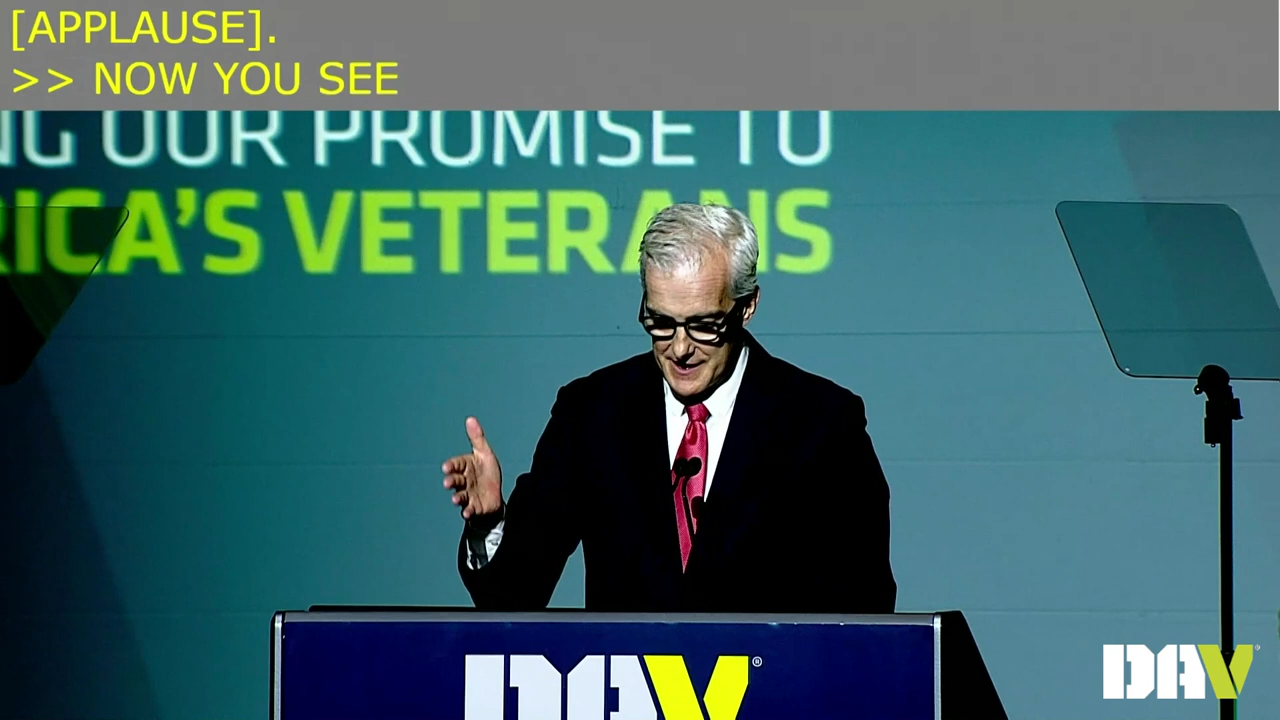 [APPLAUSE].
>> NOW YOU SEE
NG OUR PROMISE TO
RICA'S VETERANS
DAV®
DAV®